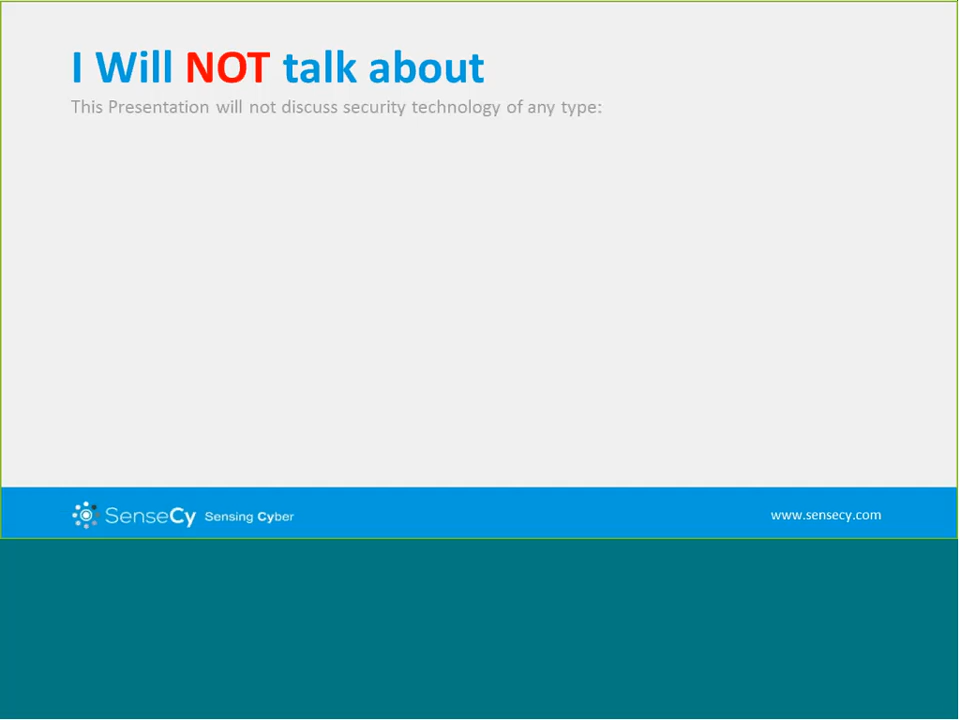 I Will NOT talk about
This Presentation will not discuss security technology of any type:
SenseCy Sensing Cyber
www.sensecy.com